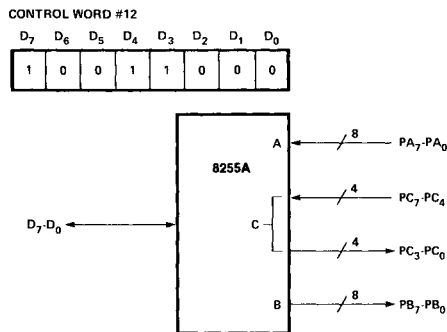 CONTROL WORD #12
D7 D6 D5 D4 D3 D2 D1 D0
1 0 0 1 1 0 0 0
8255A
A
8
PA7-PA0
4
PC7-PC4
D7-D0
C
4
PC3-PC0
B
8
PB7-PB0